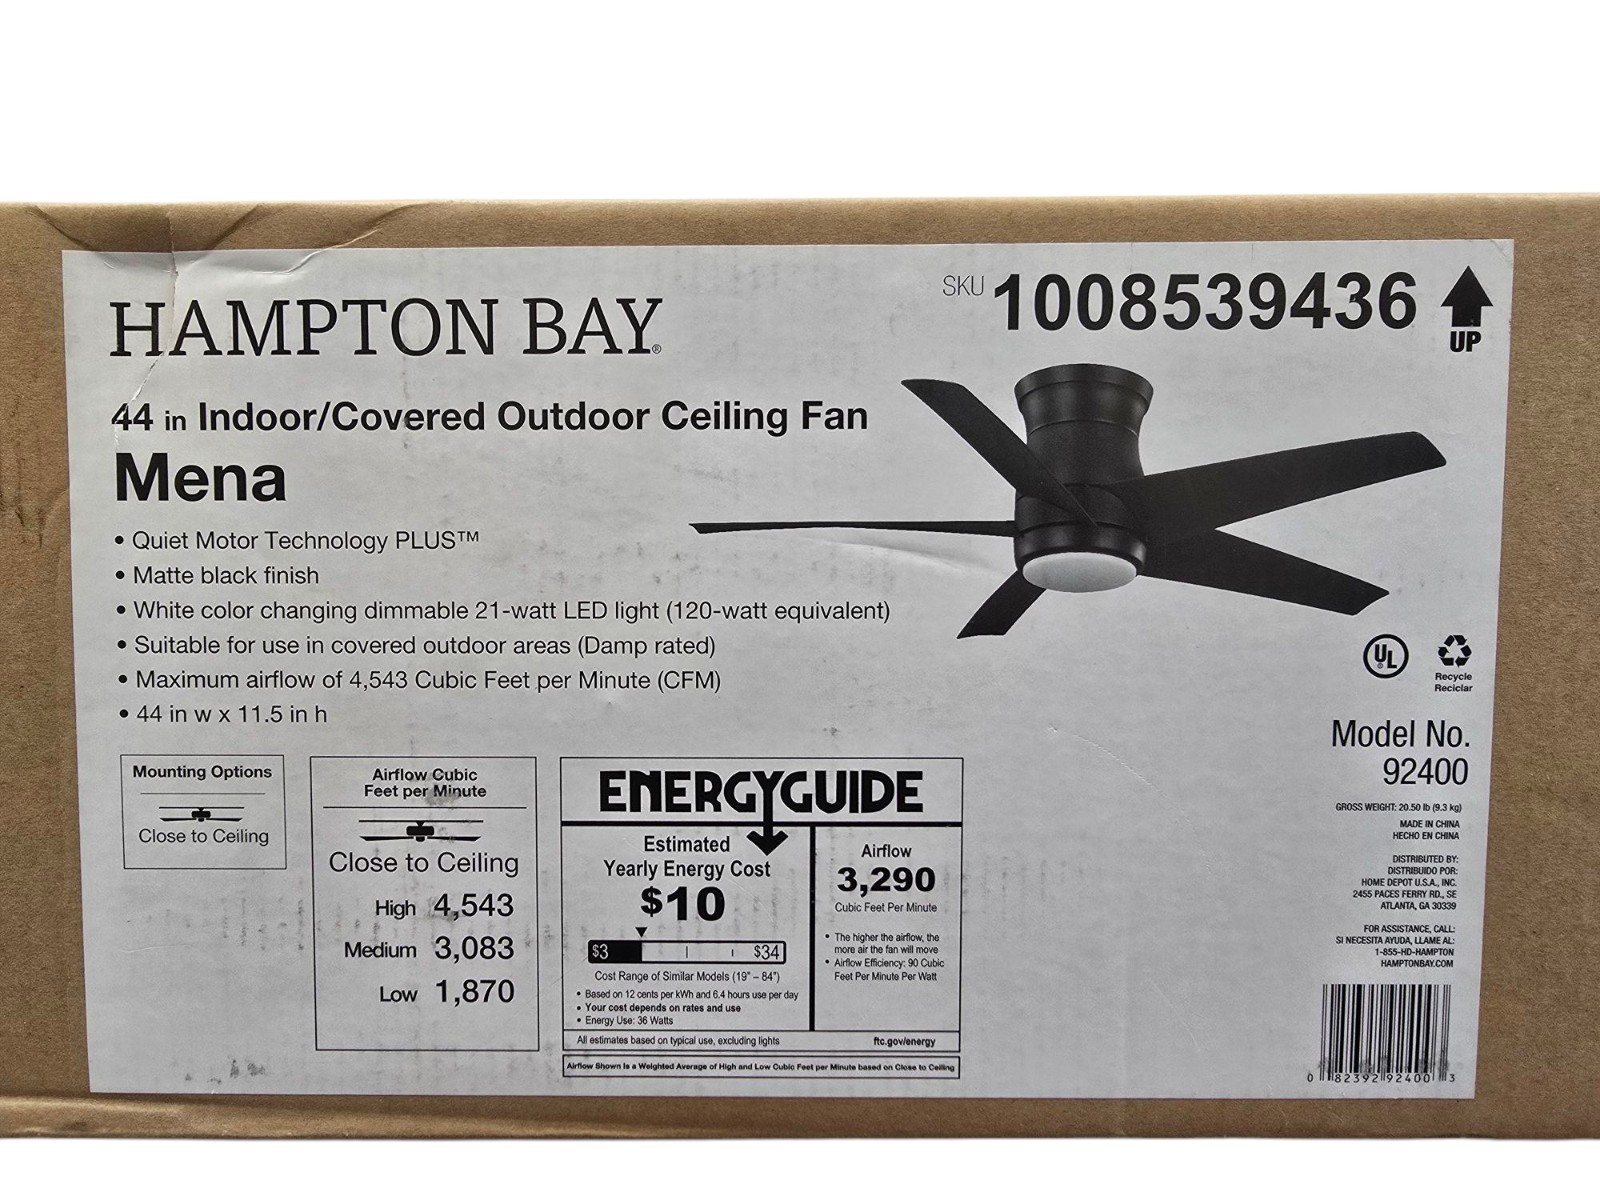 HAMPTON BAY®
SKU 1008539436
UP
44 in Indoor/Covered Outdoor Ceiling Fan
Mena
• Quiet Motor Technology PLUS™
• Matte black finish
• White color changing dimmable 21-watt LED light (120-watt equivalent)
• Suitable for use in covered outdoor areas (Damp rated)
• Maximum airflow of 4,543 Cubic Feet per Minute (CFM)
• 44 in w x 11.5 in h
Mounting Options
Close to Ceiling
Airflow Cubic
Feet per Minute
Close to Ceiling
High 4,543
Medium 3,083
Low 1,870
ENERGYGUIDE
Estimated
Yearly Energy Cost
$10
$3 $34
Cost Range of Similar Models (19" – 84")
• Based on 12 cents per kWh and 6.4 hours use per day
• Your cost depends on rates and use
• Energy Use: 36 Watts
Airflow
3,290
Cubic Feet Per Minute
• The higher the airflow, the
more air the fan will move
• Airflow Efficiency: 90 Cubic
Feet Per Minute Per Watt
All estimates based on typical use, excluding lights
ftc.gov/energy
Airflow Shown is a Weighted Average of High and Low Cubic Feet per Minute based on Close to Ceiling
UL®
Recycle
Reciclar
Model No.
92400
GROSS WEIGHT: 20.50 lb (9.3 kg)
MADE IN CHINA
HECHO EN CHINA
DISTRIBUTED BY:
DISTRIBUIDO POR:
HOME DEPOT U.S.A., INC.
2455 PACES FERRY RD., SE
ATLANTA, GA 30339
FOR ASSISTANCE, CALL:
SI NECESITA AYUDA, LLAME AL:
1-855-HD-HAMPTON
HAMPTONBAY.COM
0 82392 92400 3